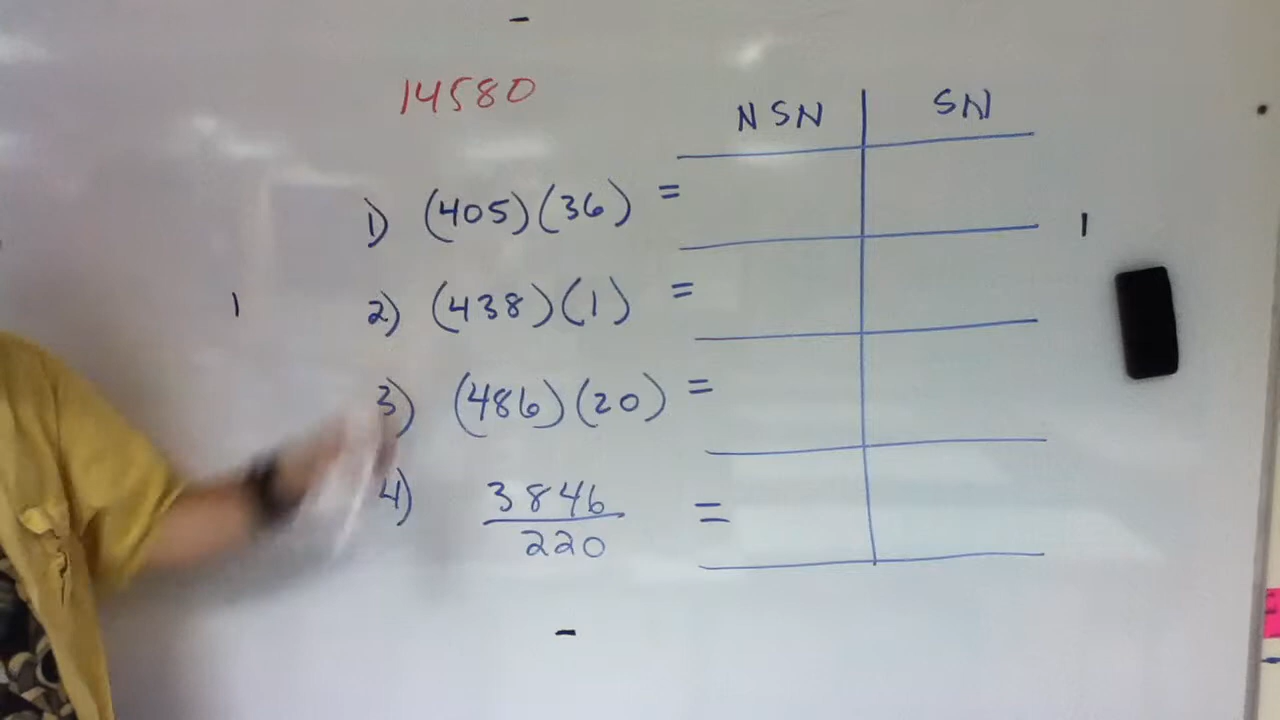 14580
NSN SN
1) (405)(36) =
2) (438)(1) =
3) (486)(20) =
4) 3846
220 =